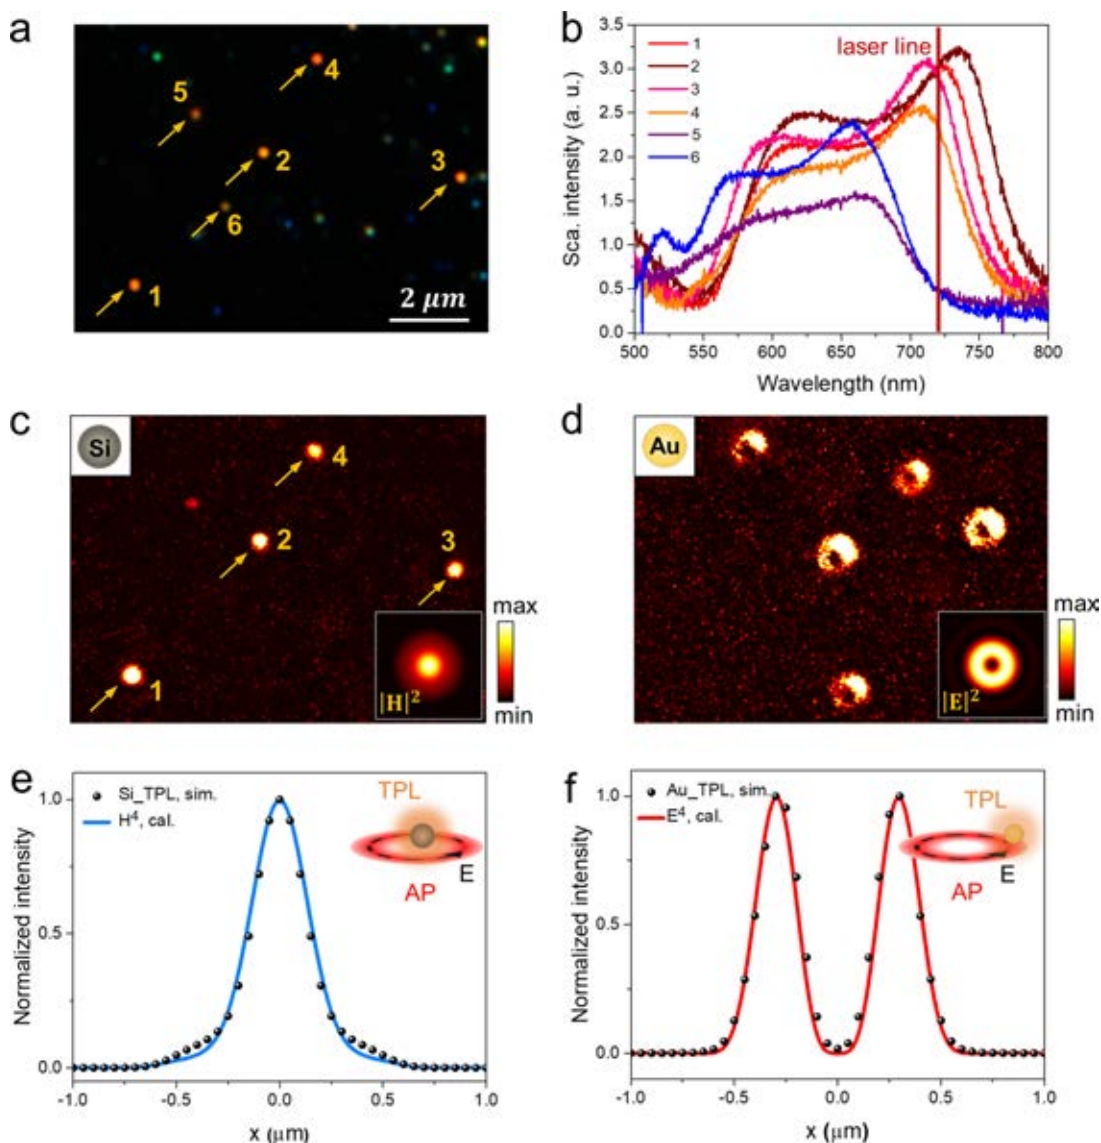 a
5
4
2
3
6
1
2 μm
b
Sca. intensity (a. u.)
3.5
3.0
2.5
2.0
1.5
1.0
0.5
0.0
1
2
3
4
5
6
laser line
500 550 600 650 700 750 800
Wavelength (nm)
c
Si
4
2
3
1
|H|²
max
min
d
Au
|E|²
max
min
e
Normalized intensity
1.0
0.5
0.0
Si_TPL, sim.
H⁴, cal.
TPL
E
AP
-1.0 -0.5 0.0 0.5 1.0
x (μm)
f
Normalized intensity
1.0
0.5
0.0
Au_TPL, sim.
E⁴, cal.
TPL
E
AP
-1.0 -0.5 0.0 0.5 1.0
x (μm)